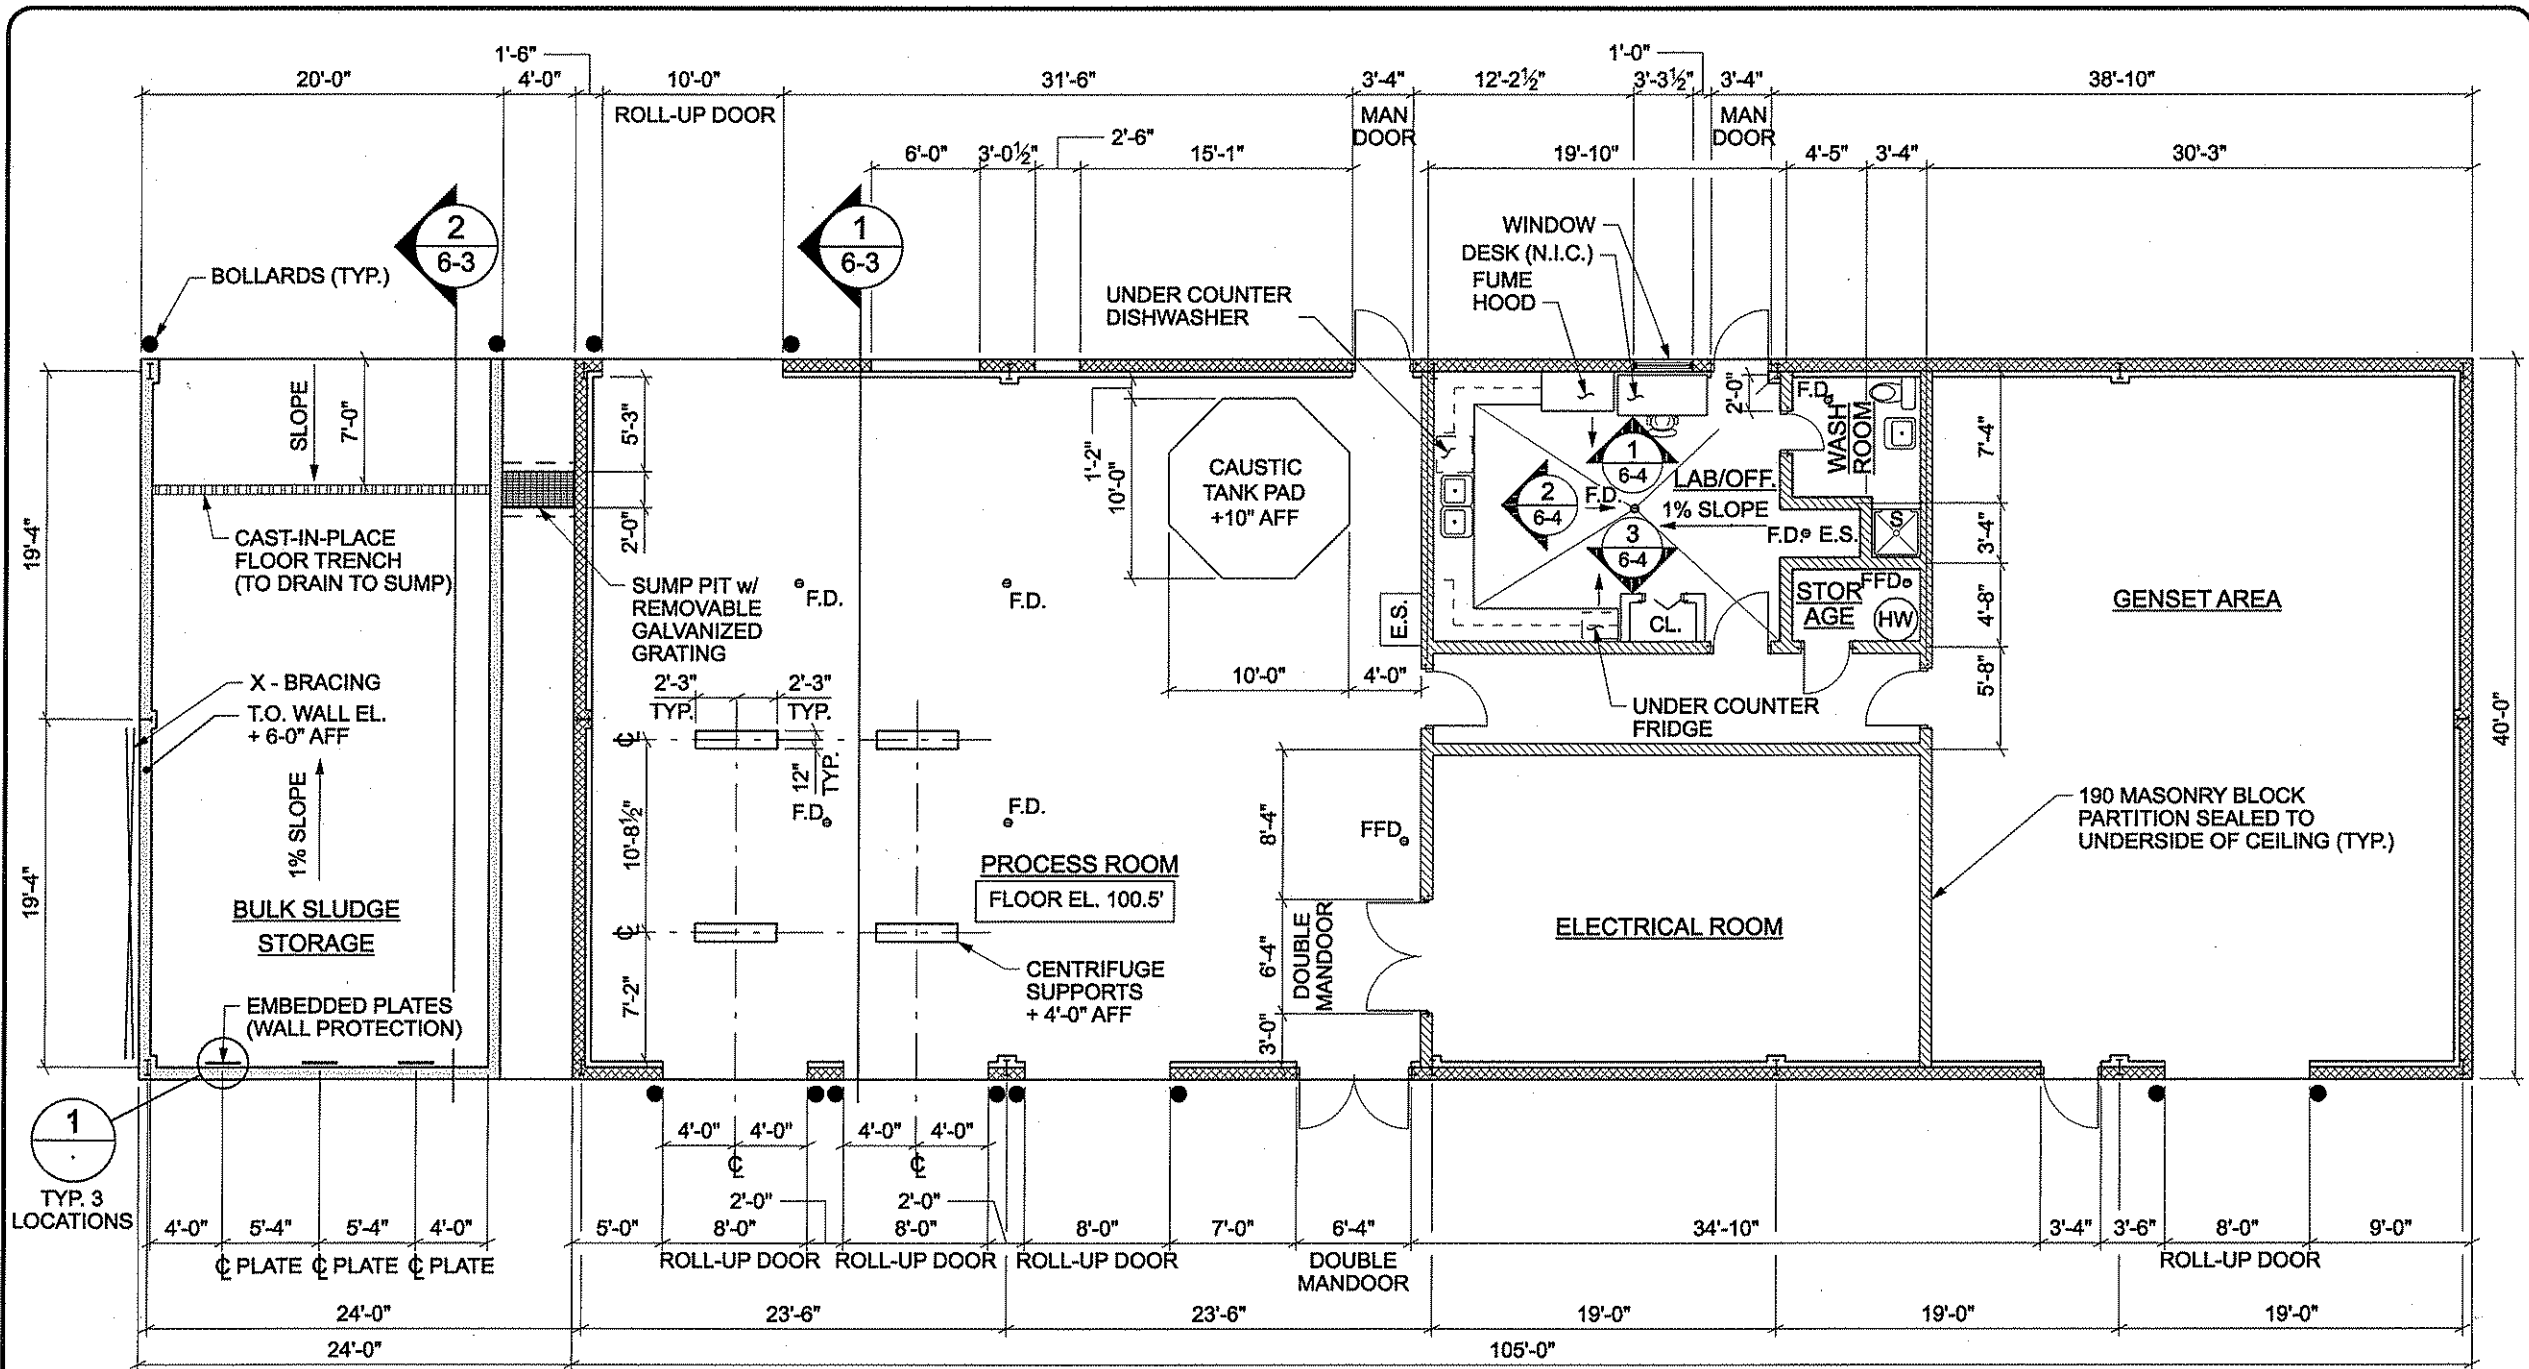 1'-6"
1'-0"
20'-0"
4'-0"
10'-0"
31'-6"
3'-4"
12'-2½"
3'-3½"
3'-4"
38'-10"
ROLL-UP DOOR
MAN
DOOR
MAN
DOOR
2'-6"
6'-0"
3'-0½"
15'-1"
19'-10"
4'-5"
3'-4"
30'-3"
2
6-3
1
6-3
WINDOW
DESK (N.I.C.)
FUME
HOOD
BOLLARDS (TYP.)
UNDER COUNTER
DISHWASHER
SLOPE
7'-0"
5'-3"
2'-0"
1'-2"
10'-0"
CAUSTIC
TANK PAD
+10" AFF
2'-0"
F.D.
WASH
ROOM
7'-4"
1
6-4
2
6-4
F.D.
LAB/OFF.
1% SLOPE
3
6-4
F.D.
E.S.
S
3'-4"
19'-4"
CAST-IN-PLACE
FLOOR TRENCH
(TO DRAIN TO SUMP)
SUMP PIT w/
REMOVABLE
GALVANIZED
GRATING
F.D.
F.D.
E.S.
CL.
STOR
AGE
FFD
HW
4'-8"
GENSET AREA
10'-0"
4'-0"
5'-8"
UNDER COUNTER
FRIDGE
40'-0"
X - BRACING
T.O. WALL EL.
+ 6-0" AFF
2'-3"
TYP.
2'-3"
TYP.
℄
12"
TYP.
F.D.
F.D.
10'-8½"
1% SLOPE
8'-4"
FFD
190 MASONRY BLOCK
PARTITION SEALED TO
UNDERSIDE OF CEILING (TYP.)
PROCESS ROOM
FLOOR EL. 100.5'
19'-4"
BULK SLUDGE
STORAGE
℄
7'-2"
DOUBLE
MANDOOR
6'-4"
ELECTRICAL ROOM
CENTRIFUGE
SUPPORTS
+ 4'-0" AFF
3'-0"
EMBEDDED PLATES
(WALL PROTECTION)
1
TYP. 3
LOCATIONS
4'-0"
4'-0"
4'-0"
4'-0"
℄
℄
2'-0"
2'-0"
4'-0"
5'-4"
5'-4"
4'-0"
5'-0"
8'-0"
8'-0"
8'-0"
7'-0"
6'-4"
34'-10"
3'-4"
3'-6"
8'-0"
9'-0"
℄ PLATE
℄ PLATE
℄ PLATE
ROLL-UP DOOR
ROLL-UP DOOR
ROLL-UP DOOR
DOUBLE
MANDOOR
ROLL-UP DOOR
24'-0"
23'-6"
23'-6"
19'-0"
19'-0"
19'-0"
24'-0"
105'-0"